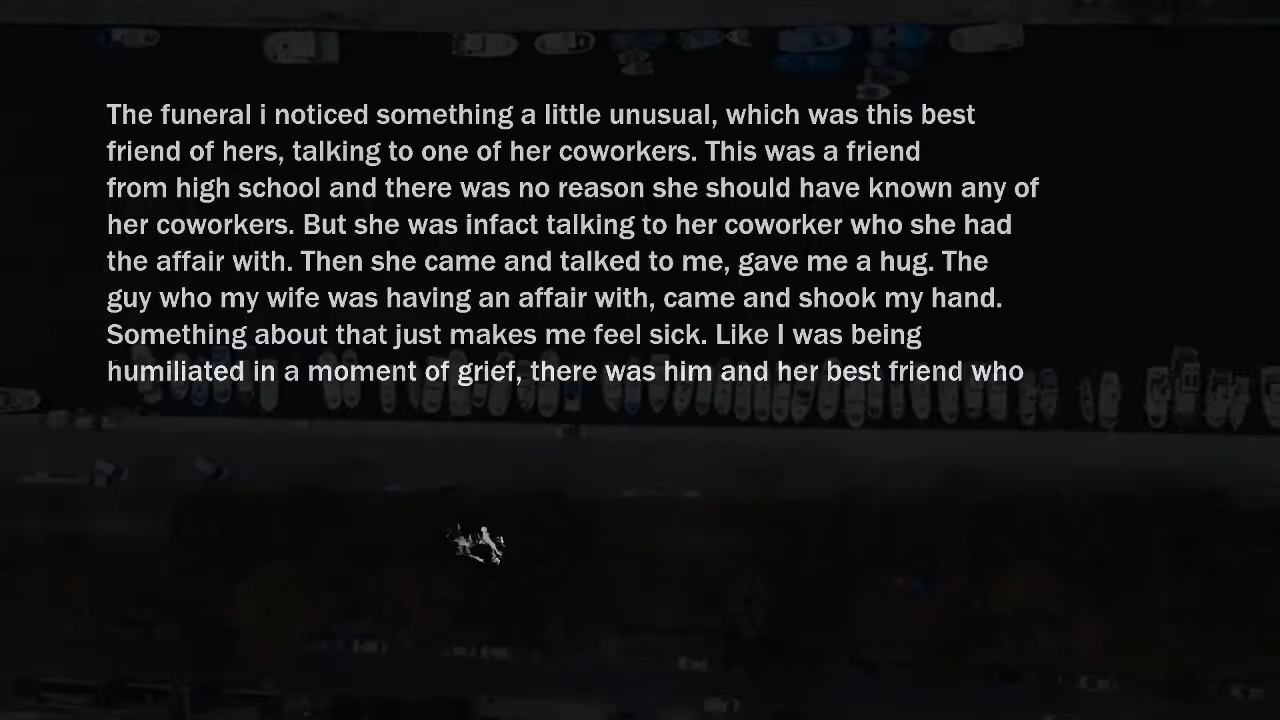 The funeral i noticed something a little unusual, which was this best
friend of hers, talking to one of her coworkers. This was a friend
from high school and there was no reason she should have known any of
her coworkers. But she was infact talking to her coworker who she had
the affair with. Then she came and talked to me, gave me a hug. The
guy who my wife was having an affair with, came and shook my hand.
Something about that just makes me feel sick. Like I was being
humiliated in a moment of grief, there was him and her best friend who